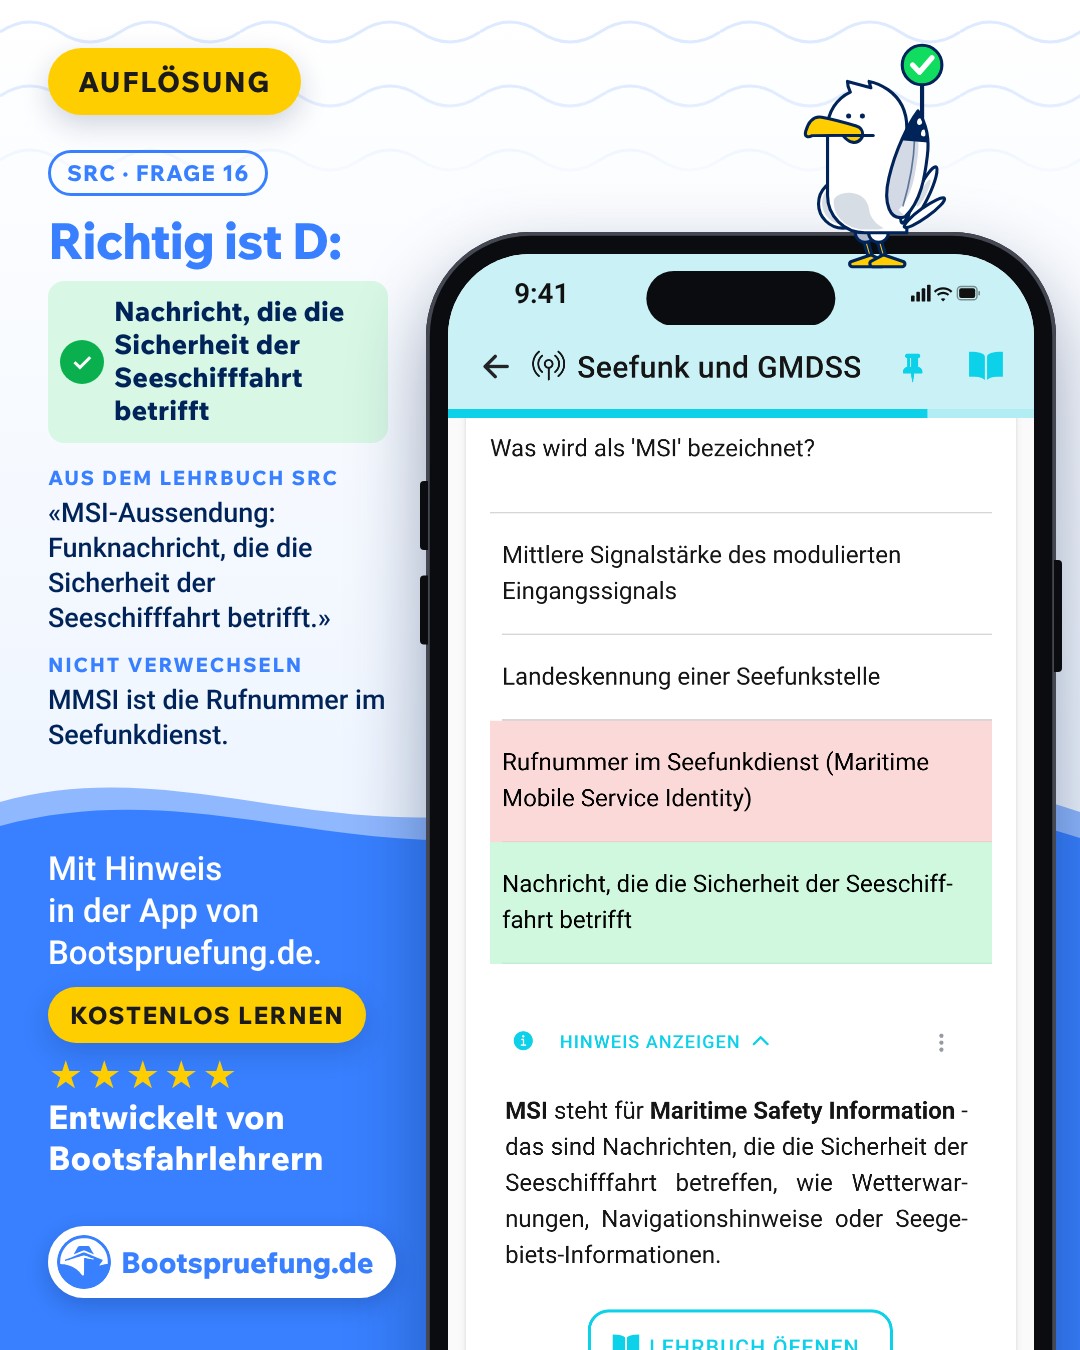 AUFLÖSUNG
SRC · FRAGE 16
Richtig ist D:
Nachricht, die die
Sicherheit der
Seeschifffahrt
betrifft
AUS DEM LEHRBUCH SRC
«MSI-Aussendung:
Funknachricht, die die
Sicherheit der
Seeschifffahrt betrifft.»
NICHT VERWECHSELN
MMSI ist die Rufnummer im
Seefunkdienst.
Mit Hinweis
in der App von
Bootspruefung.de.
KOSTENLOS LERNEN
Entwickelt von
Bootsfahrlehrern
Bootspruefung.de
9:41
Seefunk und GMDSS
Was wird als 'MSI' bezeichnet?
Mittlere Signalstärke des modulierten
Eingangssignals
Landeskennung einer Seefunkstelle
Rufnummer im Seefunkdienst (Maritime
Mobile Service Identity)
Nachricht, die die Sicherheit der Seeschiff-
fahrt betrifft
HINWEIS ANZEIGEN
MSI steht für Maritime Safety Information -
das sind Nachrichten, die die Sicherheit der
Seeschifffahrt betreffen, wie Wetterwar-
nungen, Navigationshinweise oder Seege-
biets-Informationen.
LEHRBUCH ÖFFNEN